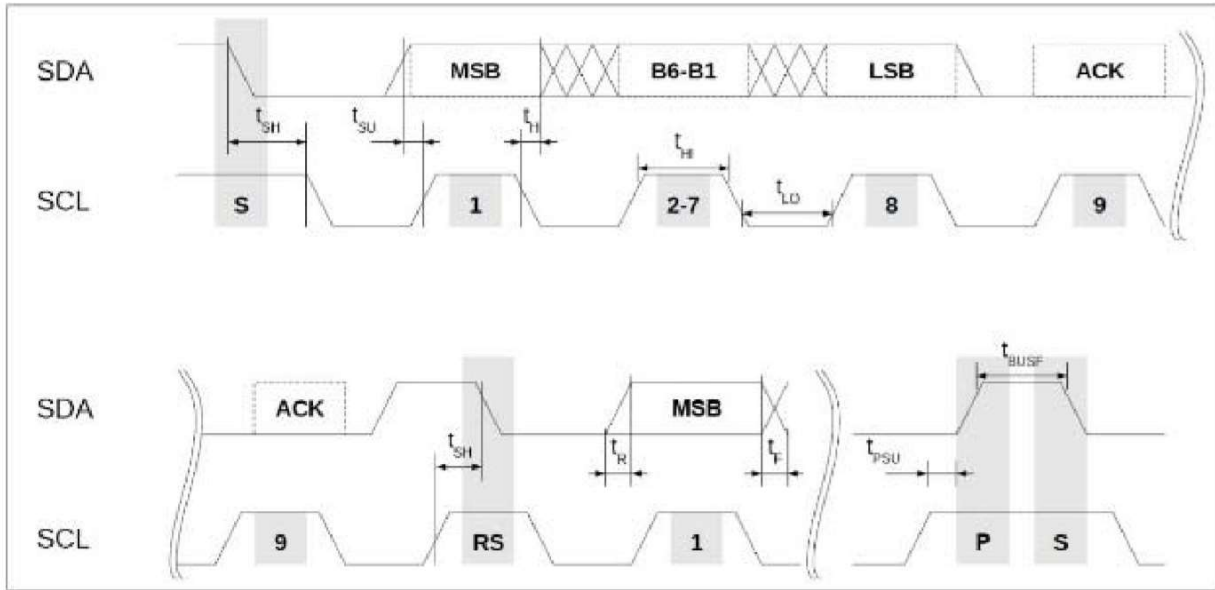 SDA MSB B6-B1 LSB ACK
tSH tSU tH tHI tLO
SCL S 1 2-7 8 9
tBUSF
SDA ACK MSB
tSH tR tF tPSU
SCL 9 RS 1 P S